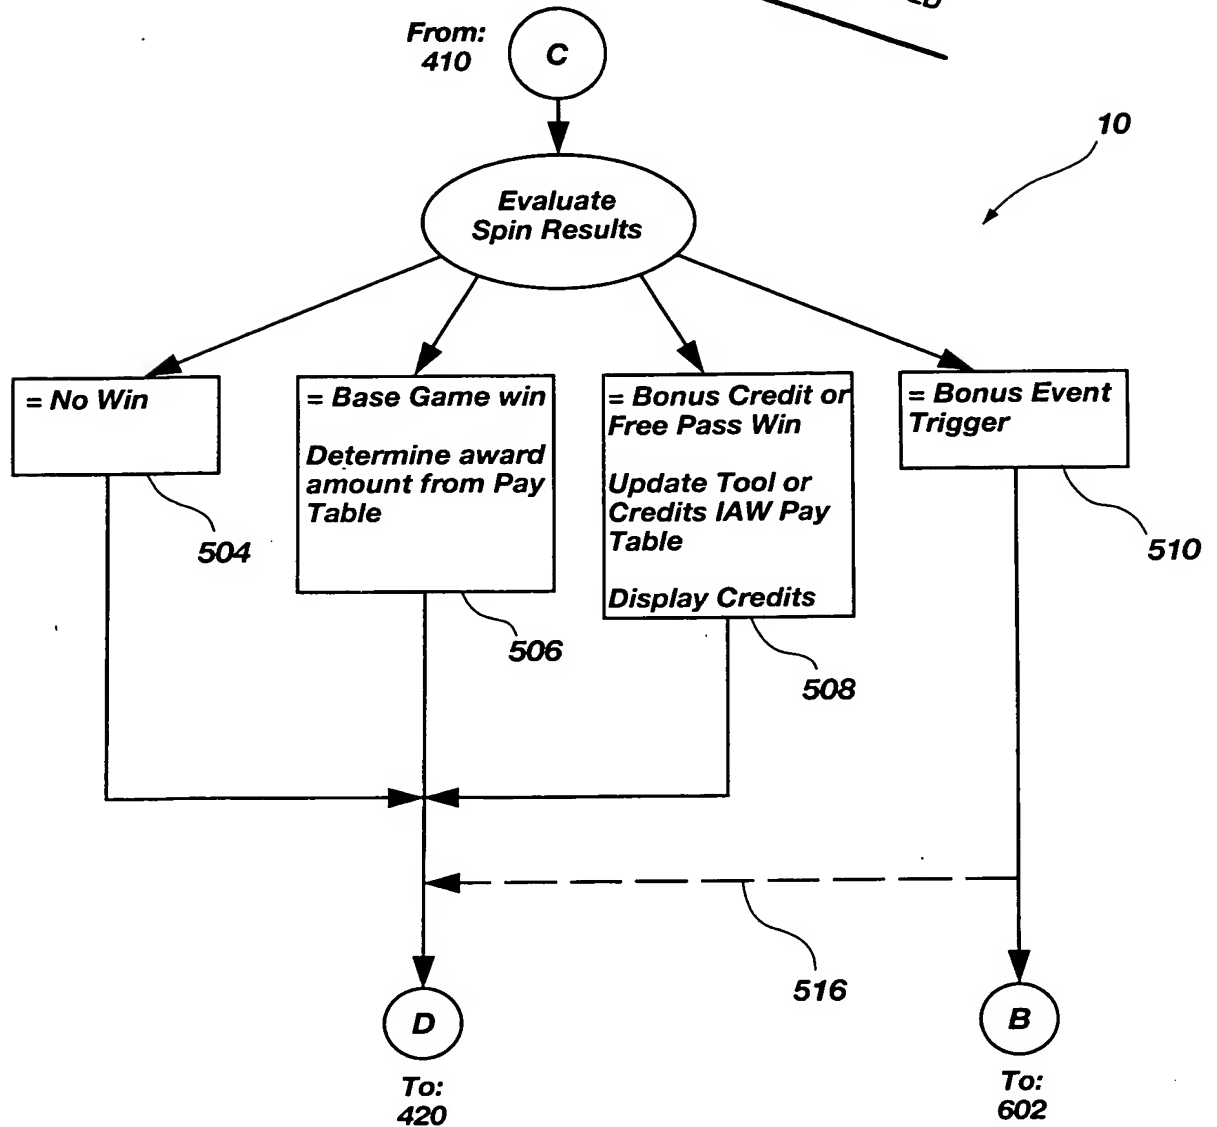 From:
410
C
10
Evaluate
Spin Results
= No Win
= Base Game win
Determine award
amount from Pay
Table
= Bonus Credit or
Free Pass Win
Update Tool or
Credits IAW Pay
Table
Display Credits
= Bonus Event
Trigger
504
506
508
510
516
D
To:
420
B
To:
602